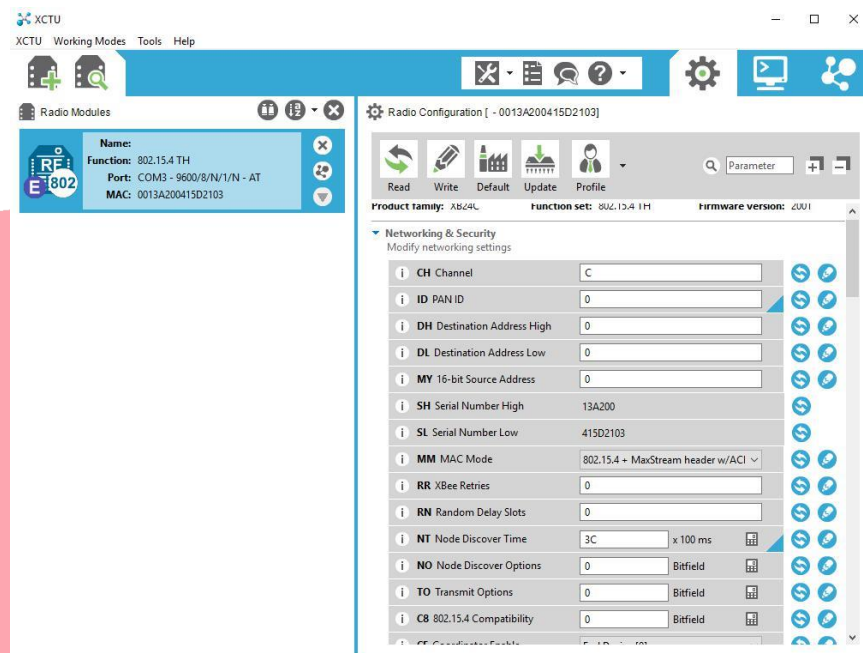 XCTU
XCTU Working Modes Tools Help
Radio Modules
Name:
Function: 802.15.4 TH
Port: COM3 - 9600/8/N/1/N - AT
MAC: 0013A200415D2103
RF
E 802
Radio Configuration [ - 0013A200415D2103]
Read Write Default Update Profile
Parameter
Product family: XB24C Function set: 802.15.4 TH Firmware version: 2001
Networking & Security
Modify networking settings
i CH Channel C
i ID PAN ID 0
i DH Destination Address High 0
i DL Destination Address Low 0
i MY 16-bit Source Address 0
i SH Serial Number High 13A200
i SL Serial Number Low 415D2103
i MM MAC Mode 802.15.4 + MaxStream header w/ACI
i RR XBee Retries 0
i RN Random Delay Slots 0
i NT Node Discover Time 3C x 100 ms
i NO Node Discover Options 0 Bitfield
i TO Transmit Options 0 Bitfield
i C8 802.15.4 Compatibility 0 Bitfield